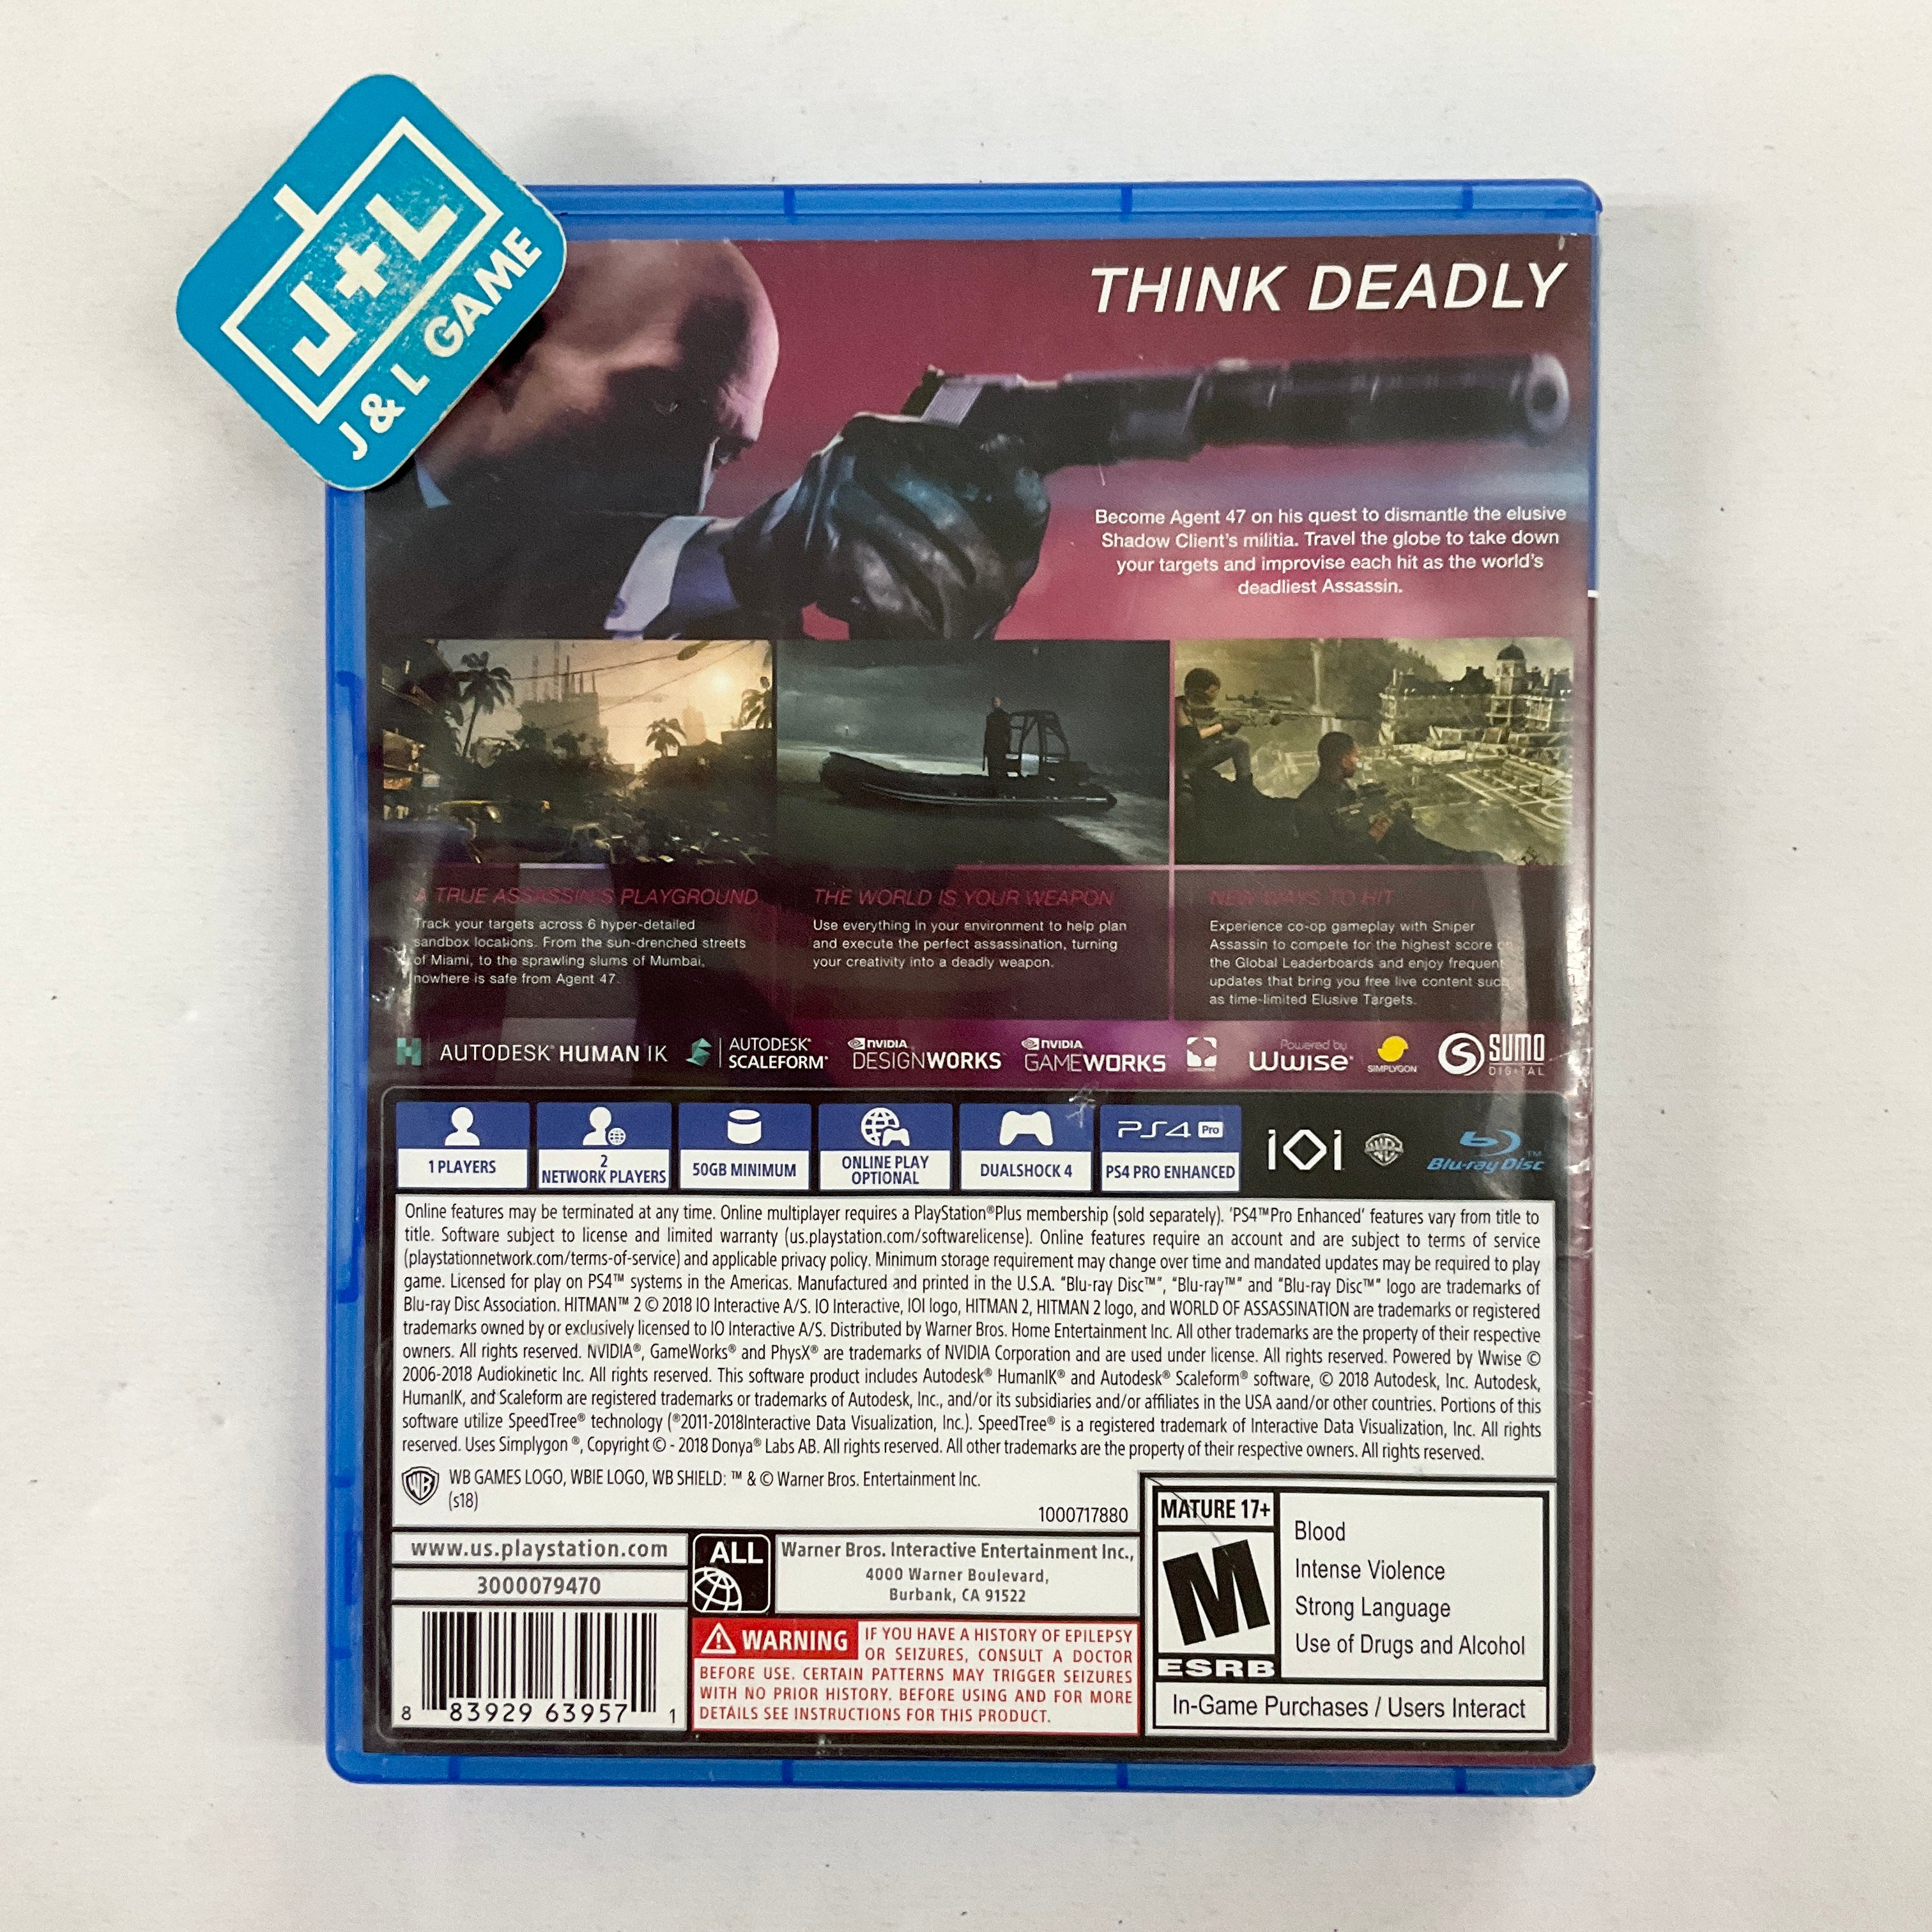 J+L
J & L GAME
THINK DEADLY
Become Agent 47 on his quest to dismantle the elusive
Shadow Client's militia. Travel the globe to take down
your targets and improvise each hit as the world's
deadliest Assassin.
A TRUE ASSASSIN'S PLAYGROUND
Track your targets across 6 hyper-detailed
sandbox locations. From the sun-drenched streets
of Miami, to the sprawling slums of Mumbai,
nowhere is safe from Agent 47.
THE WORLD IS YOUR WEAPON
Use everything in your environment to help plan
and execute the perfect assassination, turning
your creativity into a deadly weapon.
NEW WAYS TO HIT
Experience co-op gameplay with Sniper
Assassin to compete for the highest score on
the Global Leaderboards and enjoy frequent
updates that bring you free live content such
as time-limited Elusive Targets.
AUTODESK® HUMAN IK
AUTODESK®
SCALEFORM®
NVIDIA
DESIGNWORKS
NVIDIA
GAMEWORKS
Powered by
Wwise®
SIMPLYGON
SUMO
DIGITAL
1 PLAYERS
2
NETWORK PLAYERS
50GB MINIMUM
ONLINE PLAY
OPTIONAL
DUALSHOCK 4
PS4 Pro
PS4 PRO ENHANCED
IOI
WB
Blu-ray Disc™
Online features may be terminated at any time. Online multiplayer requires a PlayStation®Plus membership (sold separately). 'PS4™Pro Enhanced' features vary from title to
title. Software subject to license and limited warranty (us.playstation.com/softwarelicense). Online features require an account and are subject to terms of service
(playstationnetwork.com/terms-of-service) and applicable privacy policy. Minimum storage requirement may change over time and mandated updates may be required to play
game. Licensed for play on PS4™ systems in the Americas. Manufactured and printed in the U.S.A. "Blu-ray Disc™", "Blu-ray™" and "Blu-ray Disc™" logo are trademarks of
Blu-ray Disc Association. HITMAN™ 2 © 2018 IO Interactive A/S. IO Interactive, IOI logo, HITMAN 2, HITMAN 2 logo, and WORLD OF ASSASSINATION are trademarks or registered
trademarks owned by or exclusively licensed to IO Interactive A/S. Distributed by Warner Bros. Home Entertainment Inc. All other trademarks are the property of their respective
owners. All rights reserved. NVIDIA®, GameWorks® and PhysX® are trademarks of NVIDIA Corporation and are used under license. All rights reserved. Powered by Wwise ©
2006-2018 Audiokinetic Inc. All rights reserved. This software product includes Autodesk® HumanIK® and Autodesk® Scaleform® software, © 2018 Autodesk, Inc. Autodesk,
HumanIK, and Scaleform are registered trademarks or trademarks of Autodesk, Inc., and/or its subsidiaries and/or affiliates in the USA aand/or other countries. Portions of this
software utilize SpeedTree® technology (®2011-2018Interactive Data Visualization, Inc.). SpeedTree® is a registered trademark of Interactive Data Visualization, Inc. All rights
reserved. Uses Simplygon ®, Copyright © - 2018 Donya® Labs AB. All rights reserved. All other trademarks are the property of their respective owners. All rights reserved.
WB
WB GAMES LOGO, WBIE LOGO, WB SHIELD: ™ & © Warner Bros. Entertainment Inc.
(s18)
1000717880
www.us.playstation.com
3000079470
8 83929 63957 1
ALL
Warner Bros. Interactive Entertainment Inc.,
4000 Warner Boulevard,
Burbank, CA 91522
WARNING IF YOU HAVE A HISTORY OF EPILEPSY
OR SEIZURES, CONSULT A DOCTOR
BEFORE USE. CERTAIN PATTERNS MAY TRIGGER SEIZURES
WITH NO PRIOR HISTORY. BEFORE USING AND FOR MORE
DETAILS SEE INSTRUCTIONS FOR THIS PRODUCT.
MATURE 17+
M
ESRB
Blood
Intense Violence
Strong Language
Use of Drugs and Alcohol
In-Game Purchases / Users Interact